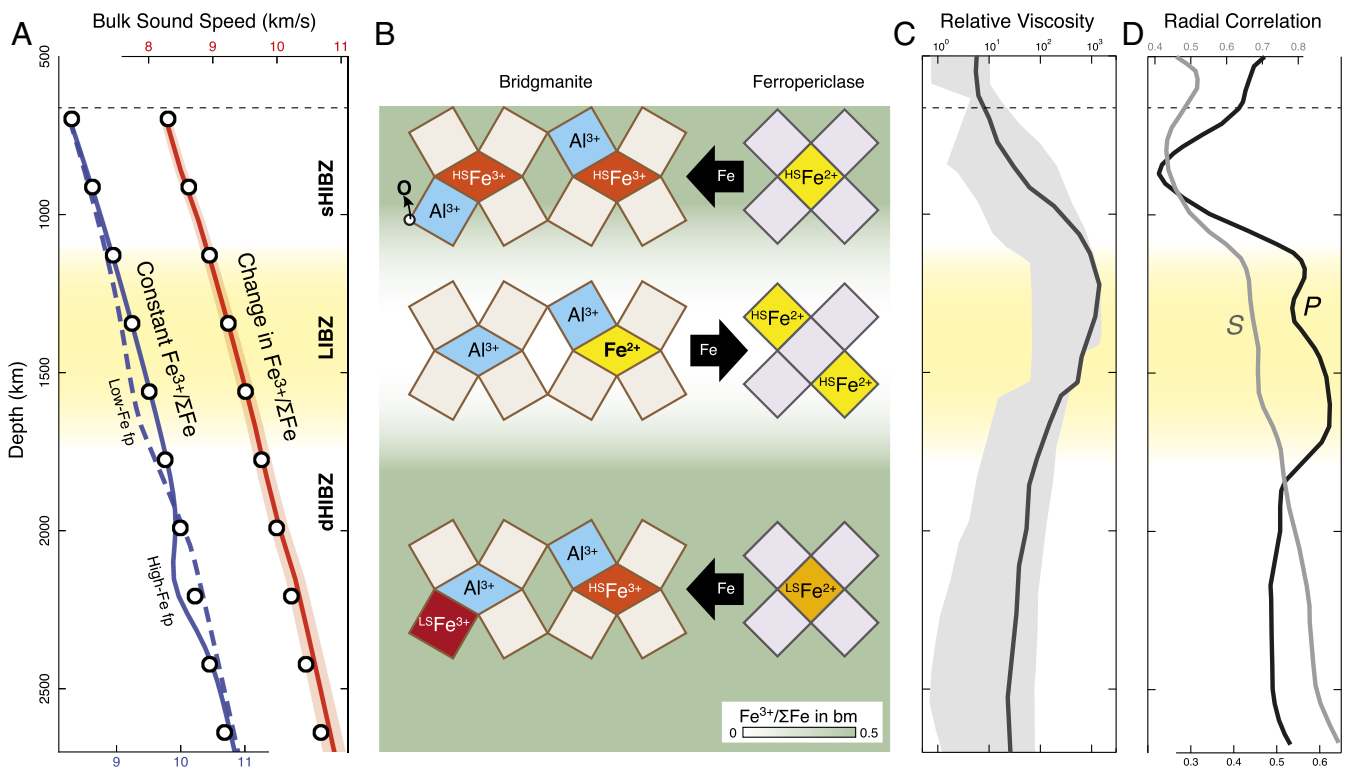 A
Bulk Sound Speed (km/s)
8 9 10 11
500
1000
1500
2000
2500
Depth (km)
9 10 11
sHIBZ
LIBZ
dHIBZ
Constant Fe³⁺/ΣFe
Change in Fe³⁺/ΣFe
Low-Fe fp
High-Fe fp
B
Bridgmanite
Ferropericlase
Al³⁺
HSFe³⁺
HSFe³⁺
O
Al³⁺
Fe
HSFe²⁺
Al³⁺
Al³⁺
Fe²⁺
Fe
HSFe²⁺
HSFe²⁺
Al³⁺
Al³⁺
HSFe³⁺
LSFe³⁺
Fe
LSFe²⁺
Fe³⁺/ΣFe in bm
0 0.5
C
Relative Viscosity
10⁰ 10¹ 10² 10³
D
Radial Correlation
0.4 0.5 0.6 0.7 0.8
S
P
0.3 0.4 0.5 0.6